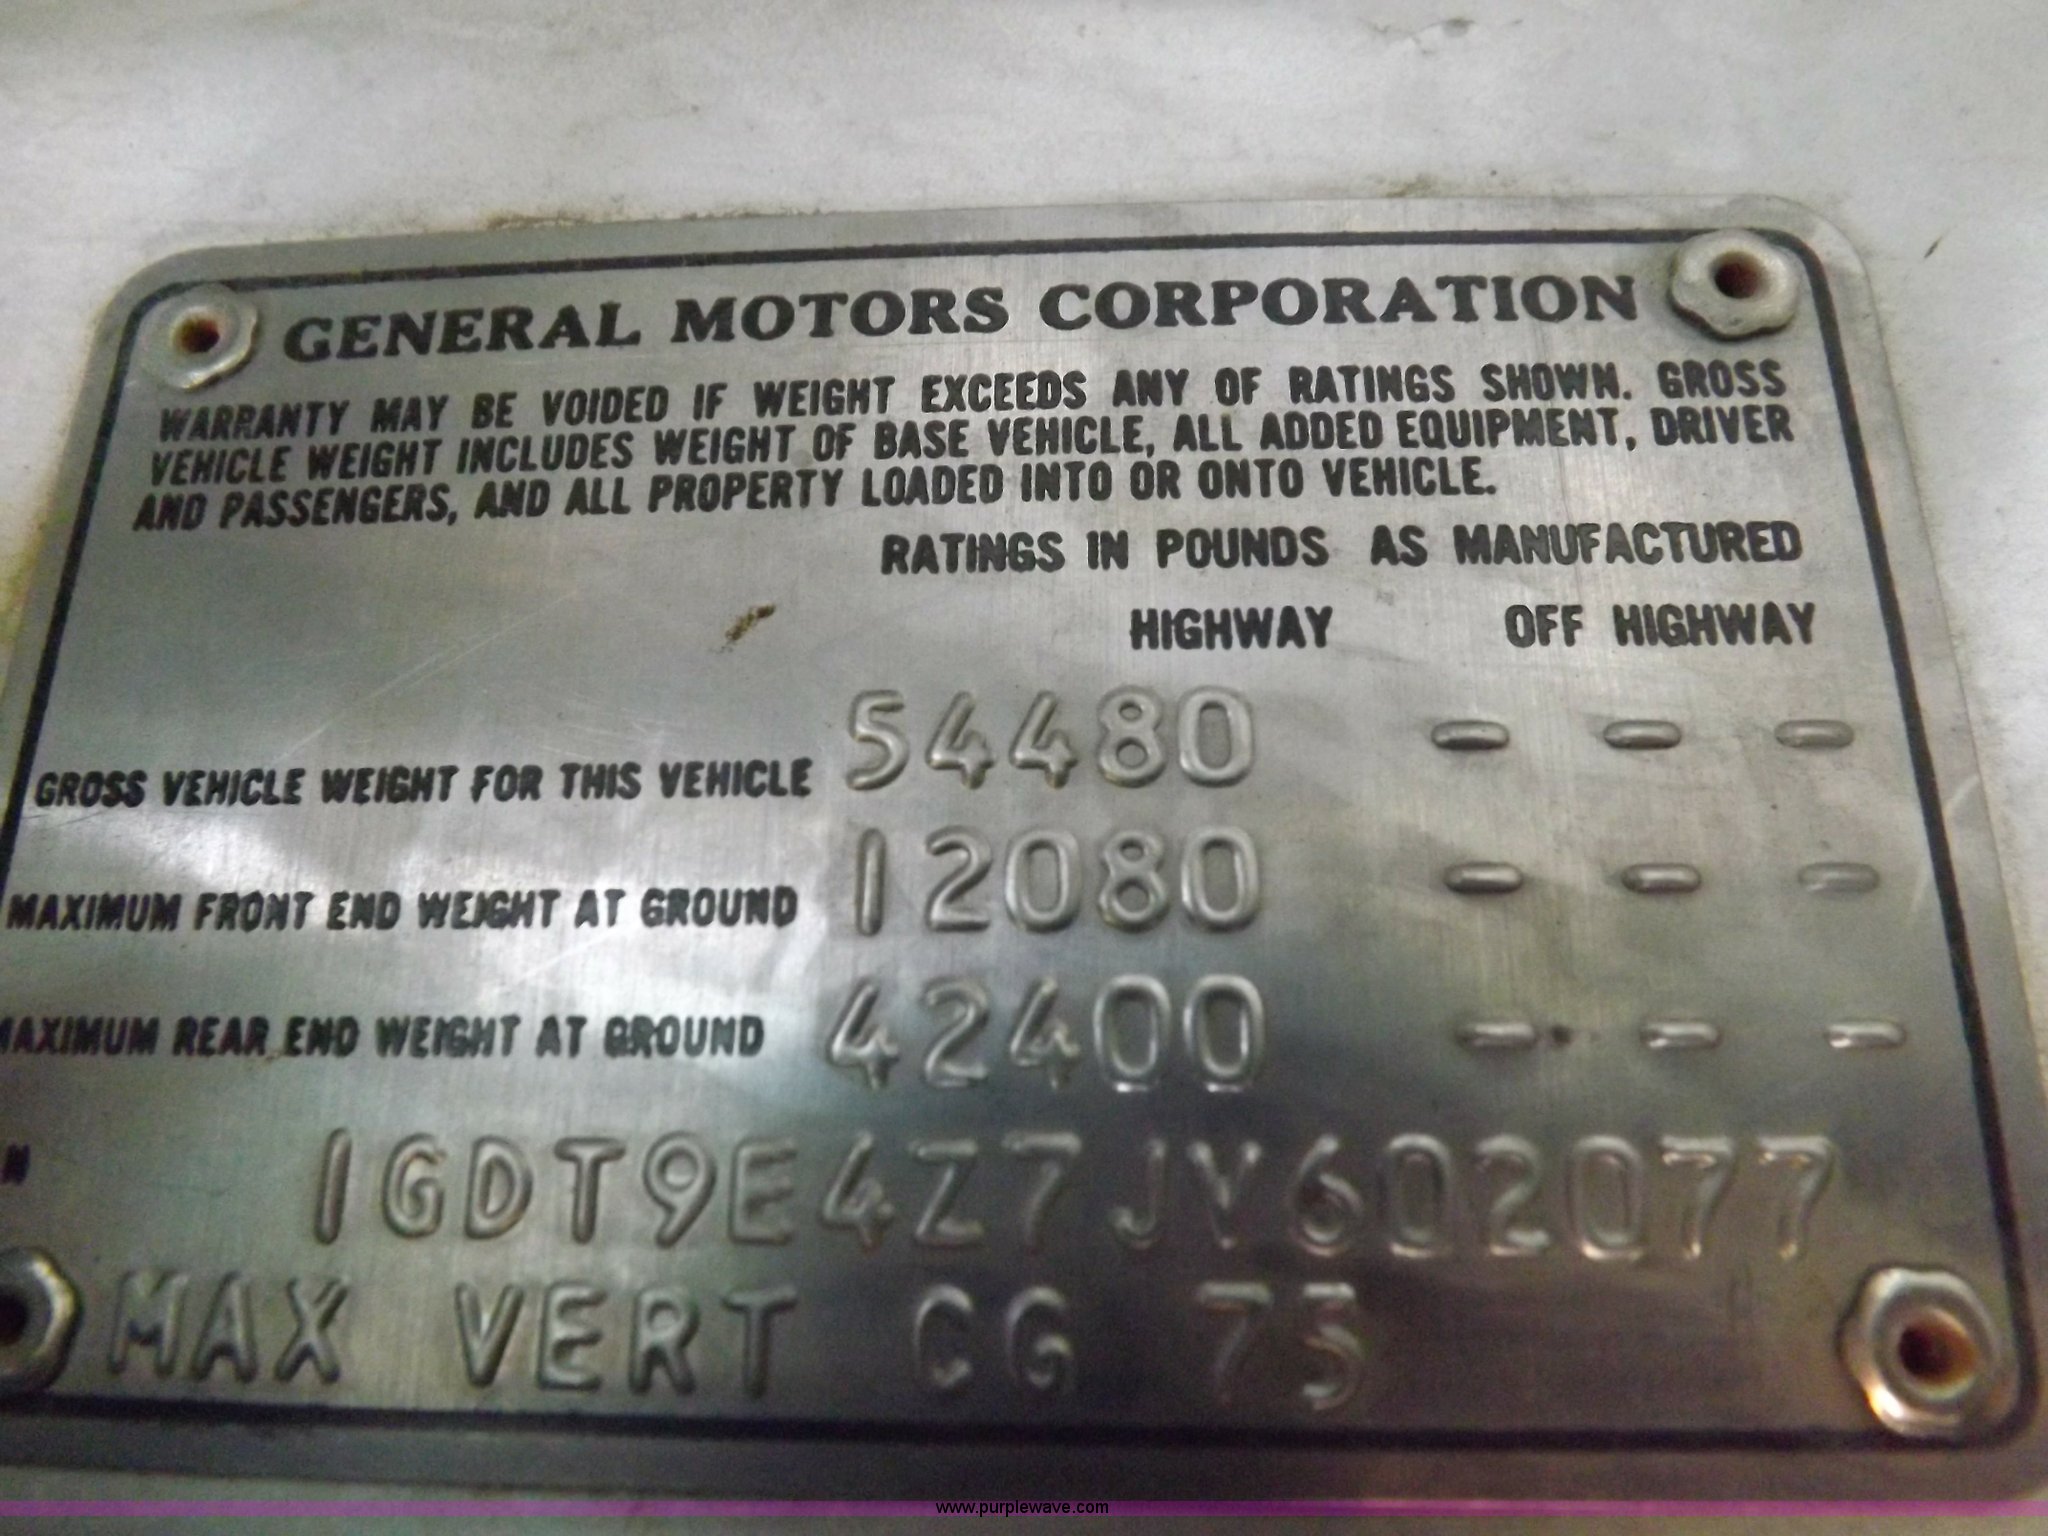 GENERAL MOTORS CORPORATION
WARRANTY MAY BE VOIDED IF WEIGHT EXCEEDS ANY OF RATINGS SHOWN. GROSS
VEHICLE WEIGHT INCLUDES WEIGHT OF BASE VEHICLE, ALL ADDED EQUIPMENT, DRIVER
AND PASSENGERS, AND ALL PROPERTY LOADED INTO OR ONTO VEHICLE.
RATINGS IN POUNDS AS MANUFACTURED
HIGHWAY OFF HIGHWAY
GROSS VEHICLE WEIGHT FOR THIS VEHICLE 54480 - - -
MAXIMUM FRONT END WEIGHT AT GROUND 12080 - - -
MAXIMUM REAR END WEIGHT AT GROUND 42400 - - -
N 1GDT9E4Z7JV602077
MAX VERT CG 75
www.purplewave.com